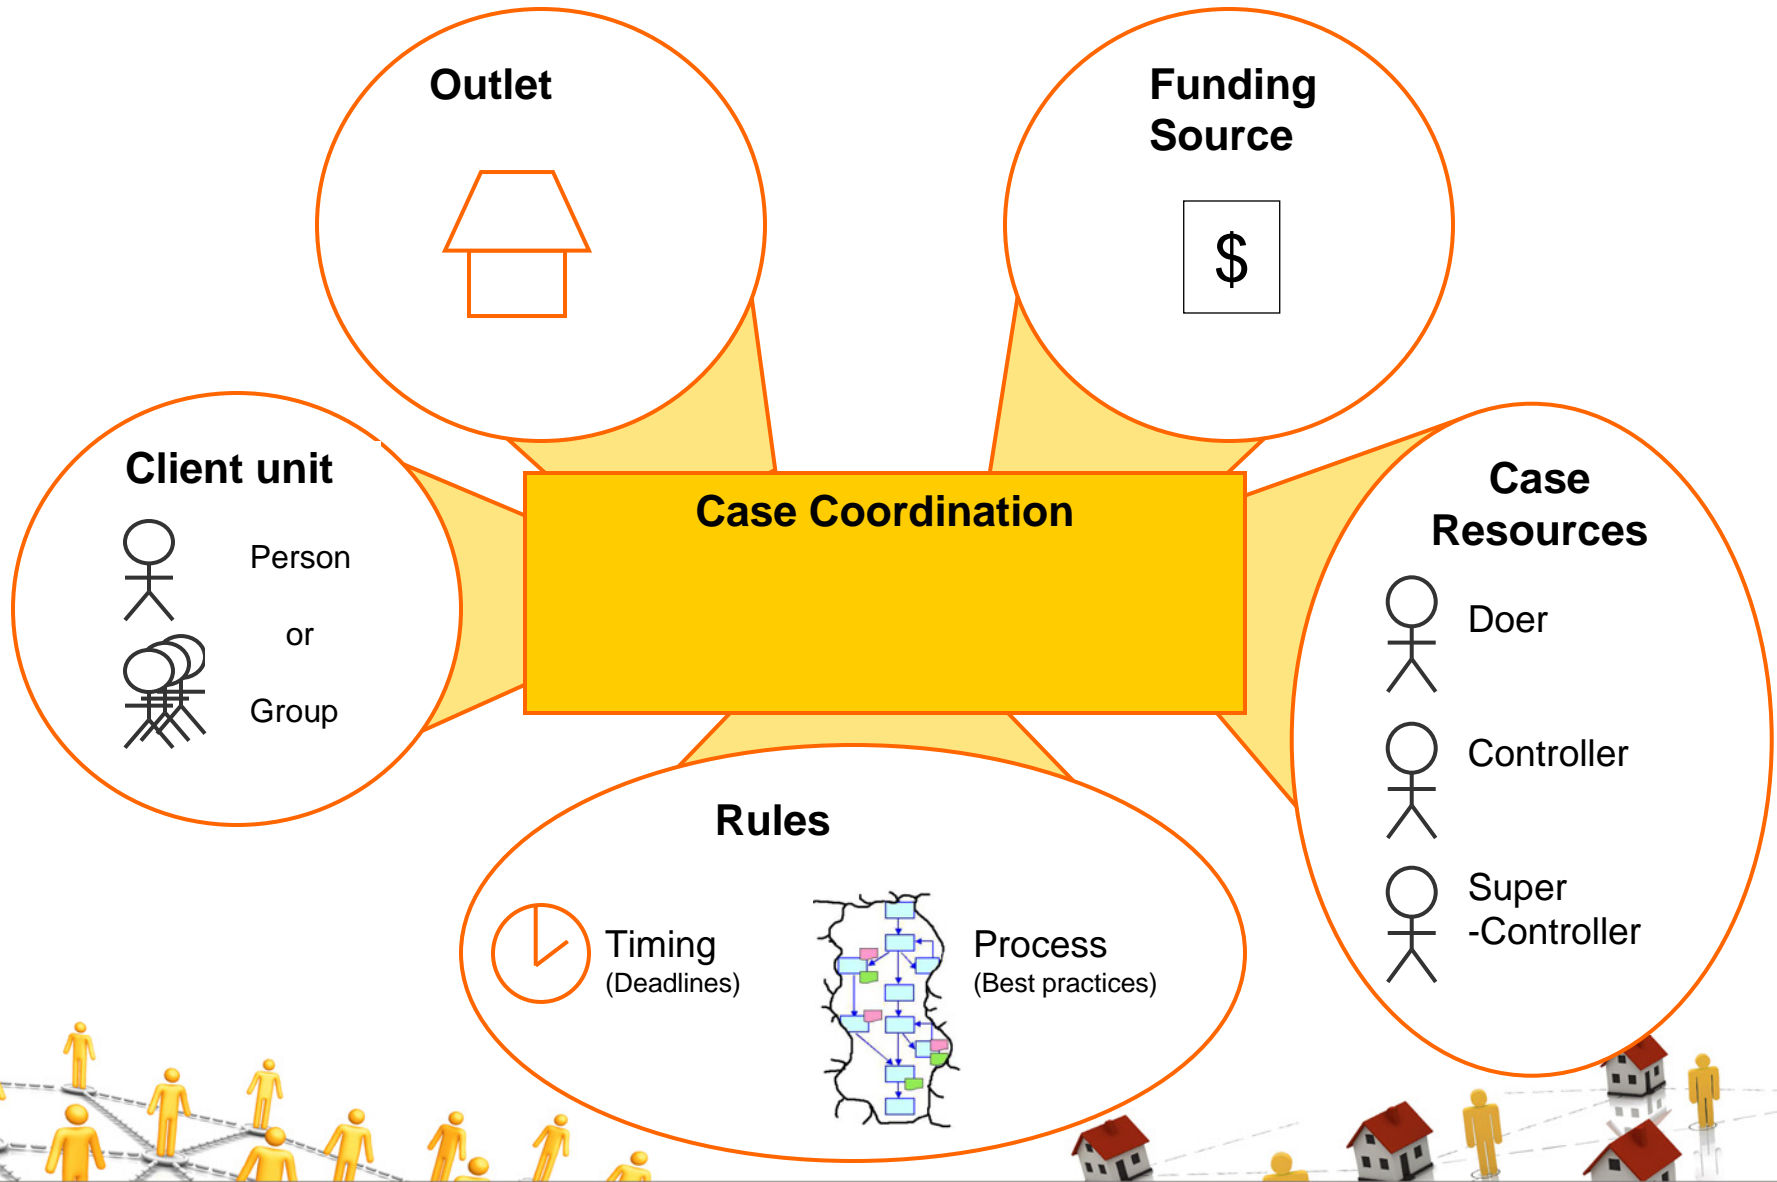 Outlet
Funding
Source
$
Client unit
Person
or
Group
Case Coordination
Case
Resources
Doer
Controller
Super
-Controller
Rules
Timing
(Deadlines)
Process
(Best practices)